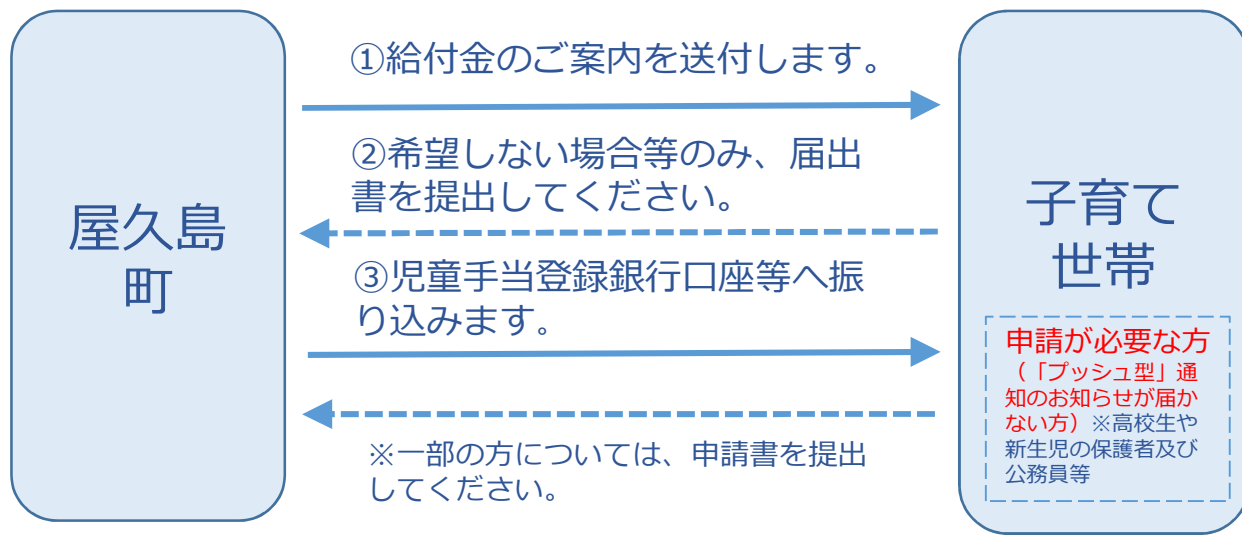 屋久島
町
①給付金のご案内を送付します。
②希望しない場合等のみ、届出
書を提出してください。
③児童手当登録銀行口座等へ振
り込みます。
※一部の方については、申請書を提出
してください。
子育て
世帯
申請が必要な方
（「プッシュ型」通
知のお知らせが届か
ない方）※高校生や
新生児の保護者及び
公務員等